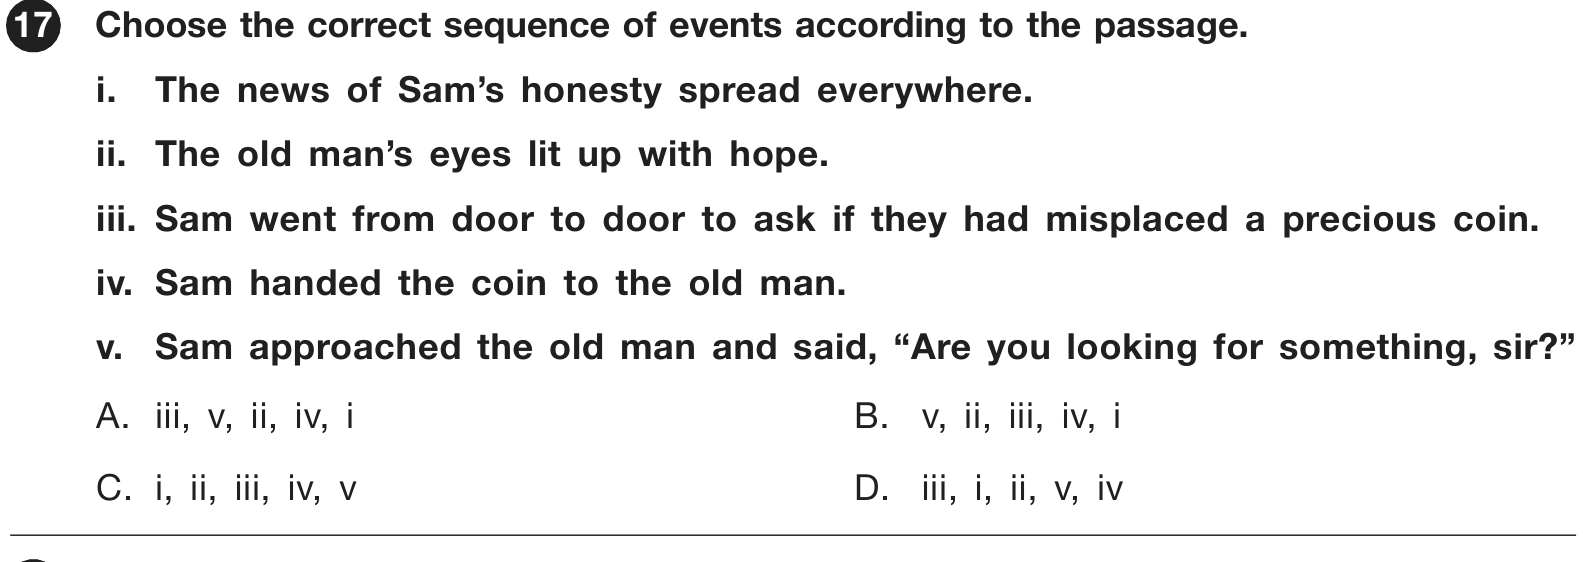 17 Choose the correct sequence of events according to the passage.
i. The news of Sam’s honesty spread everywhere.
ii. The old man’s eyes lit up with hope.
iii. Sam went from door to door to ask if they had misplaced a precious coin.
iv. Sam handed the coin to the old man.
v. Sam approached the old man and said, “Are you looking for something, sir?”
A. iii, v, ii, iv, i B. v, ii, iii, iv, i
C. i, ii, iii, iv, v D. iii, i, ii, v, iv